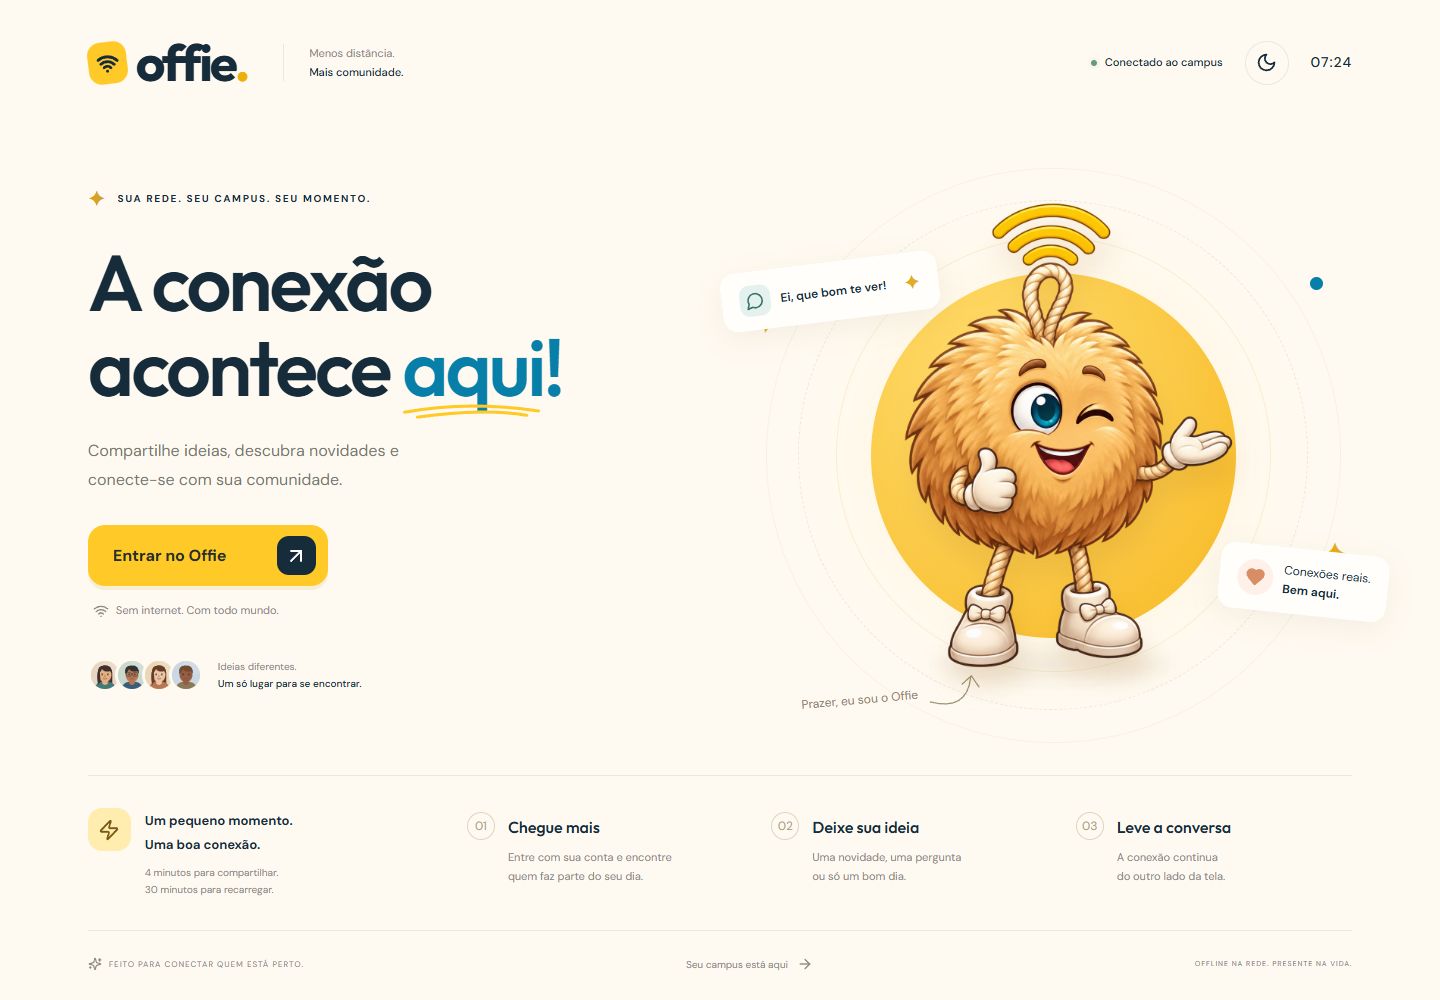 offie.
Menos distância.
Mais comunidade.
Conectado ao campus
07:24
SUA REDE. SEU CAMPUS. SEU MOMENTO.
A conexão
acontece aqui!
Compartilhe ideias, descubra novidades e
conecte-se com sua comunidade.
Entrar no Offie
Sem internet. Com todo mundo.
Ideias diferentes.
Um só lugar para se encontrar.
Ei, que bom te ver!
Conexões reais.
Bem aqui.
Prazer, eu sou o Offie
Um pequeno momento.
Uma boa conexão.
4 minutos para compartilhar.
30 minutos para recarregar.
01
Chegue mais
Entre com sua conta e encontre
quem faz parte do seu dia.
02
Deixe sua ideia
Uma novidade, uma pergunta
ou só um bom dia.
03
Leve a conversa
A conexão continua
do outro lado da tela.
FEITO PARA CONECTAR QUEM ESTÁ PERTO.
Seu campus está aqui
OFFLINE NA REDE. PRESENTE NA VIDA.